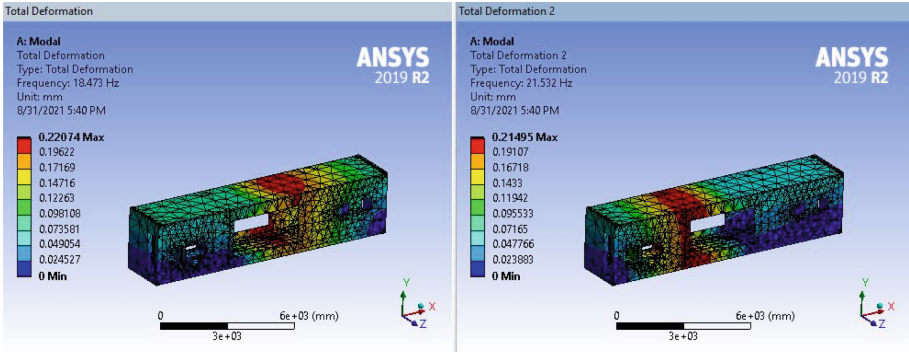 Total Deformation
A: Modal
Total Deformation
Type: Total Deformation
Frequency: 18.473 Hz
Unit: mm
8/31/2021 5:40 PM
ANSYS
2019 R2
0.22074 Max
0.19622
0.17169
0.14716
0.12263
0.098108
0.073581
0.049054
0.024527
0 Min
0
6e+03 (mm)
3e+03
Y
X
Z
Total Deformation 2
A: Modal
Total Deformation 2
Type: Total Deformation
Frequency: 21.532 Hz
Unit: mm
8/31/2021 5:40 PM
ANSYS
2019 R2
0.21495 Max
0.19107
0.16718
0.1433
0.11942
0.095533
0.07165
0.047766
0.023883
0 Min
0
6e+03 (mm)
3e+03
Y
X
Z